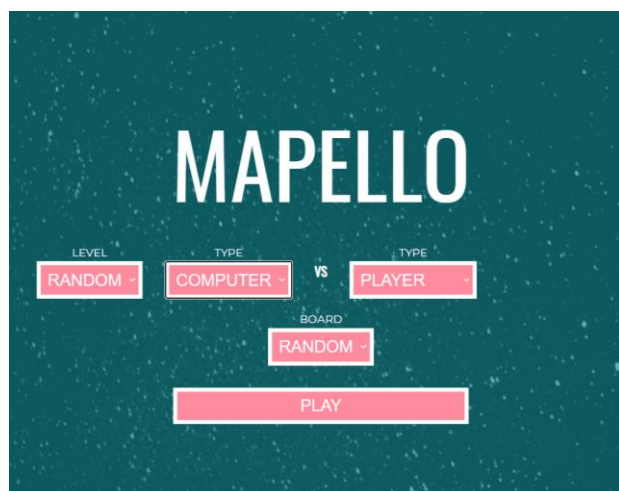 MAPELLO
LEVEL TYPE TYPE
RANDOM COMPUTER VS PLAYER
BOARD
RANDOM
PLAY